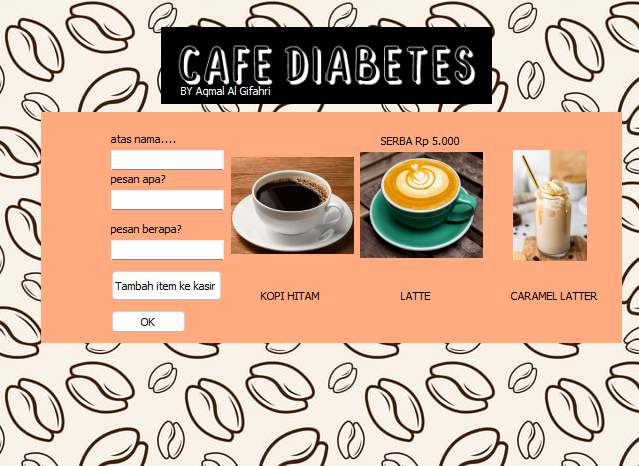 CAFE DIABETES
BY Aqmal Al Gifahri
atas nama....
SERBA Rp 5.000
pesan apa?
pesan berapa?
Tambah item ke kasir
KOPI HITAM
LATTE
CARAMEL LATTER
OK